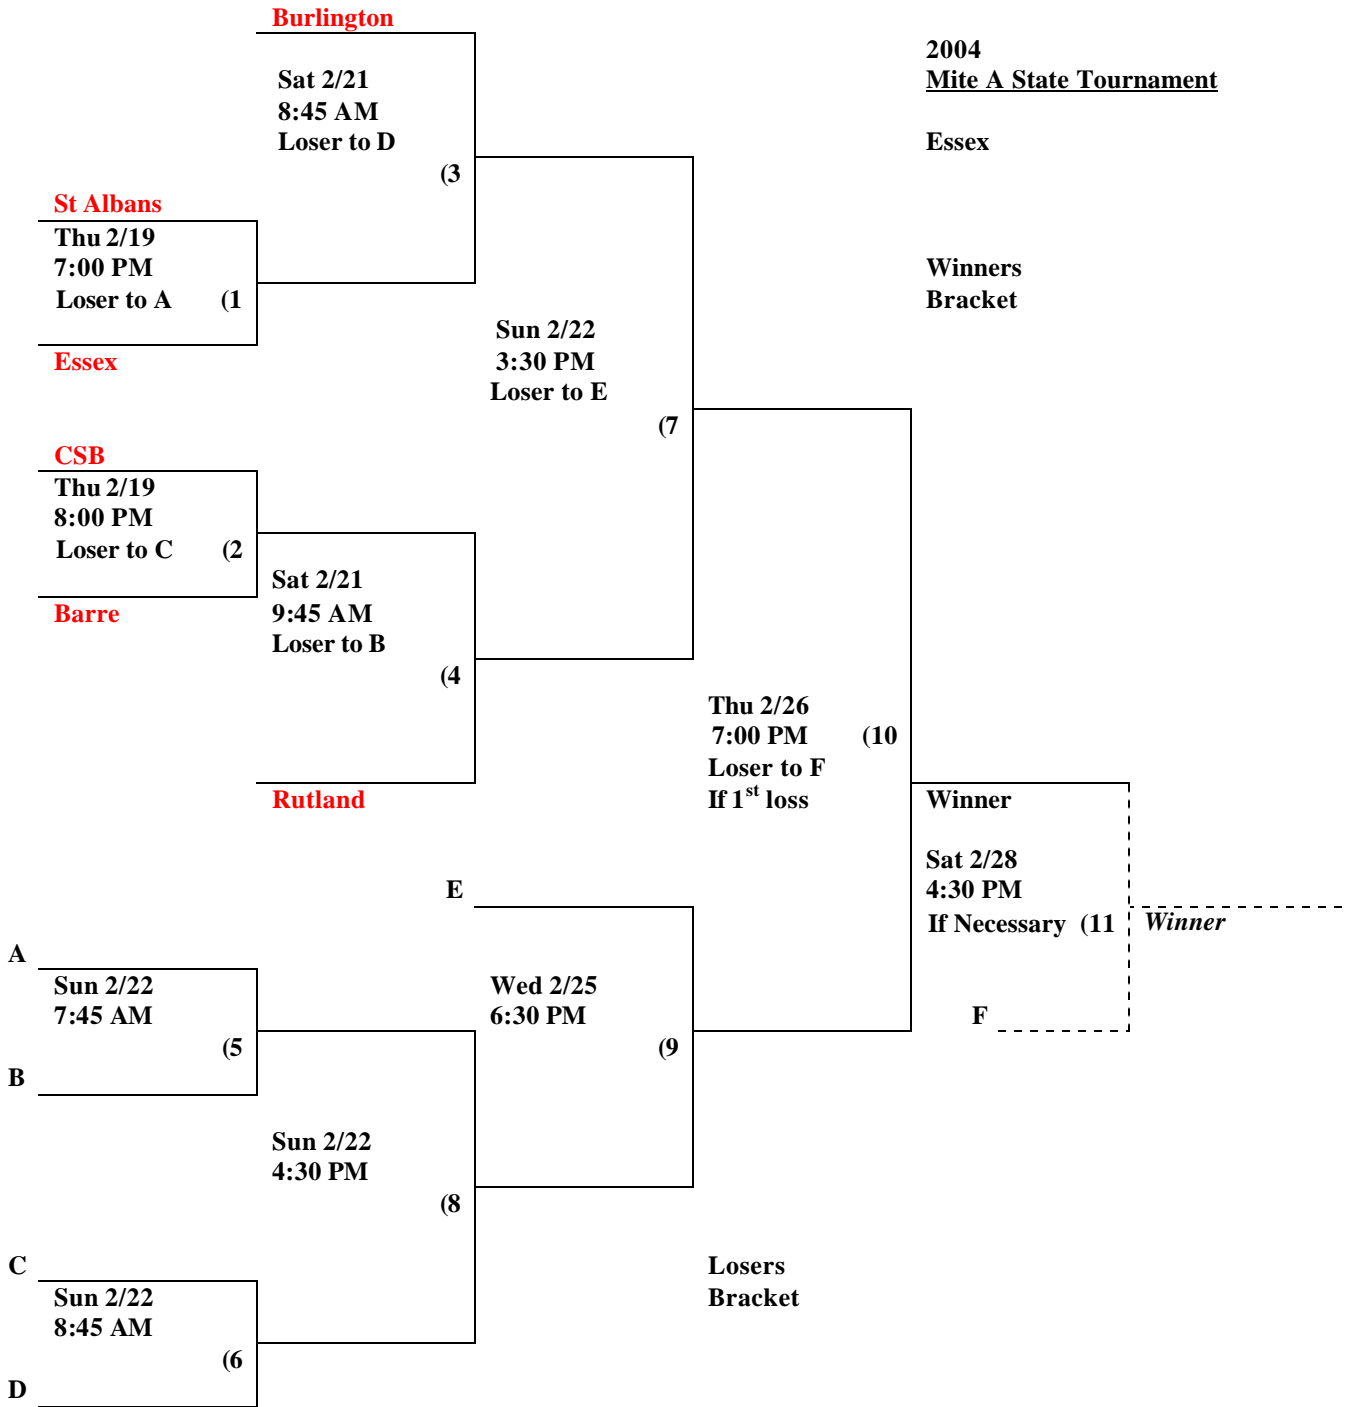 Burlington
2004
Mite A State Tournament
Essex
Sat 2/21
8:45 AM
Loser to D
(3
St Albans
Thu 2/19
7:00 PM
Loser to A (1
Essex
Winners
Bracket
Sun 2/22
3:30 PM
Loser to E
(7
CSB
Thu 2/19
8:00 PM
Loser to C (2
Barre
Sat 2/21
9:45 AM
Loser to B
(4
Rutland
Thu 2/26
7:00 PM (10
Loser to F
If 1st loss
Winner
Sat 2/28
4:30 PM
If Necessary (11
Winner
F
E
A
Sun 2/22
7:45 AM
(5
B
Wed 2/25
6:30 PM
(9
Sun 2/22
4:30 PM
(8
C
Sun 2/22
8:45 AM
(6
D
Losers
Bracket